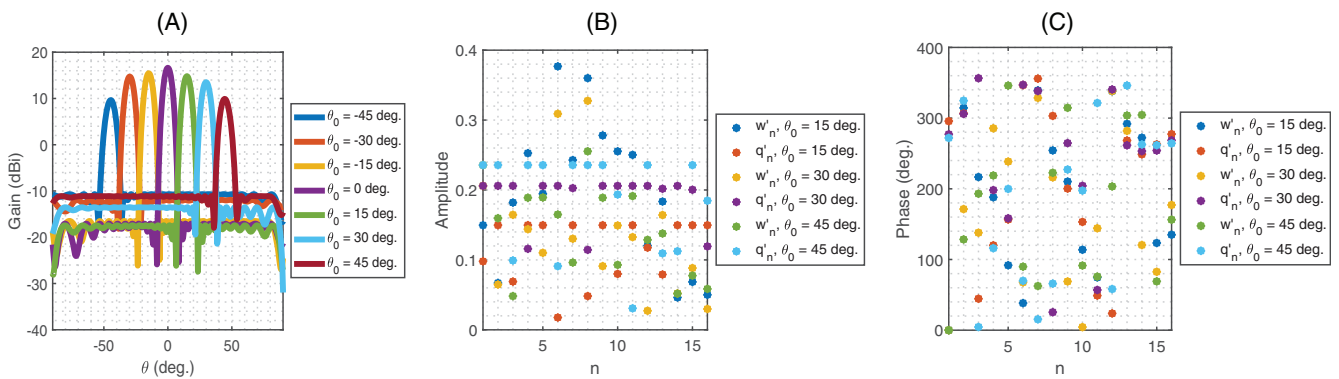 (A)
20
10
0
-10
-20
-30
-40
Gain (dBi)
-50
0
50
θ (deg.)
θ0 = -45 deg.
θ0 = -30 deg.
θ0 = -15 deg.
θ0 = 0 deg.
θ0 = 15 deg.
θ0 = 30 deg.
θ0 = 45 deg.
(B)
0.4
0.3
0.2
0.1
0
Amplitude
5
10
15
n
w'n, θ0 = 15 deg.
q'n, θ0 = 15 deg.
w'n, θ0 = 30 deg.
q'n, θ0 = 30 deg.
w'n, θ0 = 45 deg.
q'n, θ0 = 45 deg.
(C)
400
300
200
100
0
Phase (deg.)
5
10
15
n
w'n, θ0 = 15 deg.
q'n, θ0 = 15 deg.
w'n, θ0 = 30 deg.
q'n, θ0 = 30 deg.
w'n, θ0 = 45 deg.
q'n, θ0 = 45 deg.